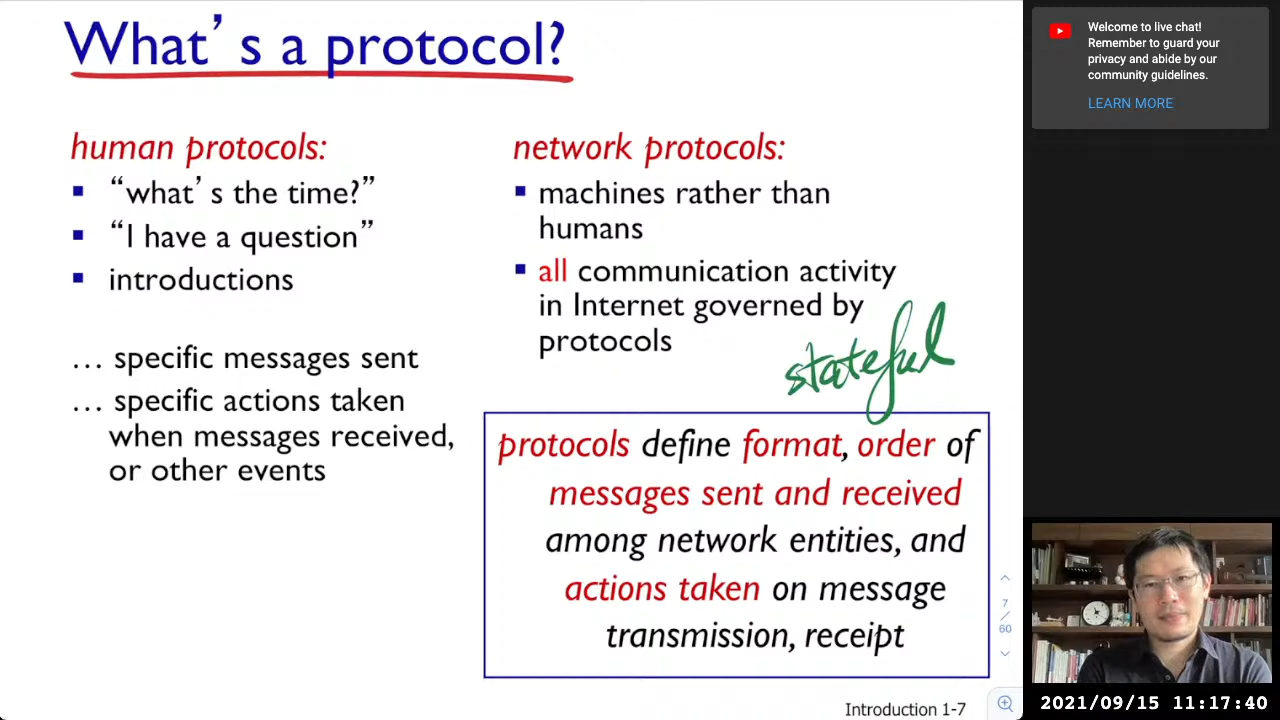 What's a protocol?
human protocols:
▪ “what's the time?”
▪ “I have a question”
▪ introductions
… specific messages sent
… specific actions taken
when messages received,
or other events
network protocols:
▪ machines rather than
humans
▪ all communication activity
in Internet governed by
protocols
stateful
protocols define format, order of
messages sent and received
among network entities, and
actions taken on message
transmission, receipt
7
/
60
Introduction 1-7
Welcome to live chat!
Remember to guard your
privacy and abide by our
community guidelines.
LEARN MORE
2021/09/15 11:17:40